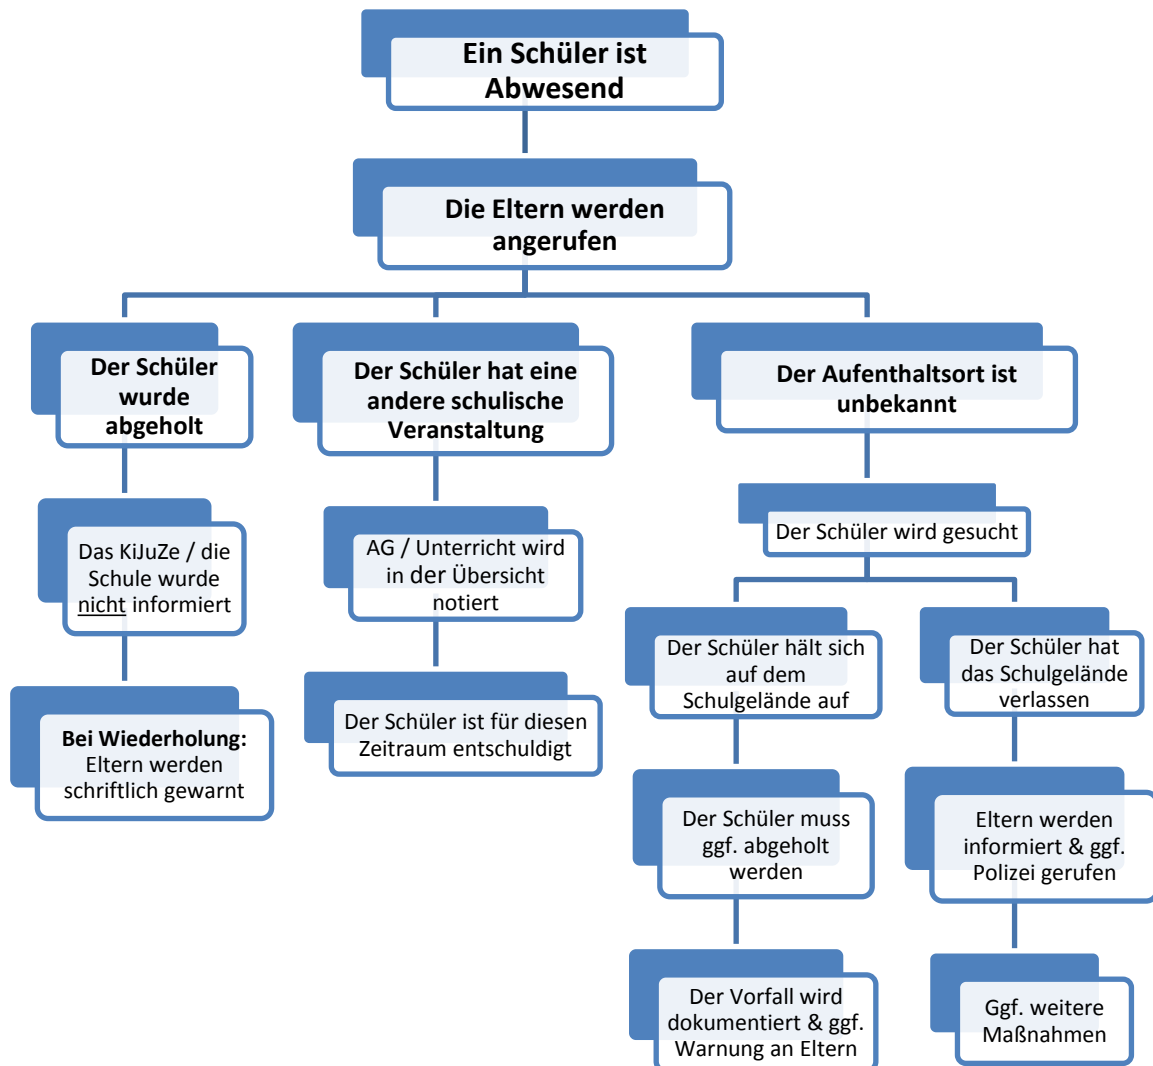 Ein Schüler ist
Abwesend
Die Eltern werden
angerufen
Der Schüler
wurde
abgeholt
Der Schüler hat eine
andere schulische
Veranstaltung
Der Aufenthaltsort ist
unbekannt
Das KiJuZe / die
Schule wurde
nicht informiert
AG / Unterricht wird
in der Übersicht
notiert
Der Schüler wird gesucht
Bei Wiederholung:
Eltern werden
schriftlich gewarnt
Der Schüler ist für diesen
Zeitraum entschuldigt
Der Schüler hält sich
auf dem
Schulgelände auf
Der Schüler hat
das Schulgelände
verlassen
Der Schüler muss
ggf. abgeholt
werden
Eltern werden
informiert & ggf.
Polizei gerufen
Der Vorfall wird
dokumentiert & ggf.
Warnung an Eltern
Ggf. weitere
Maßnahmen